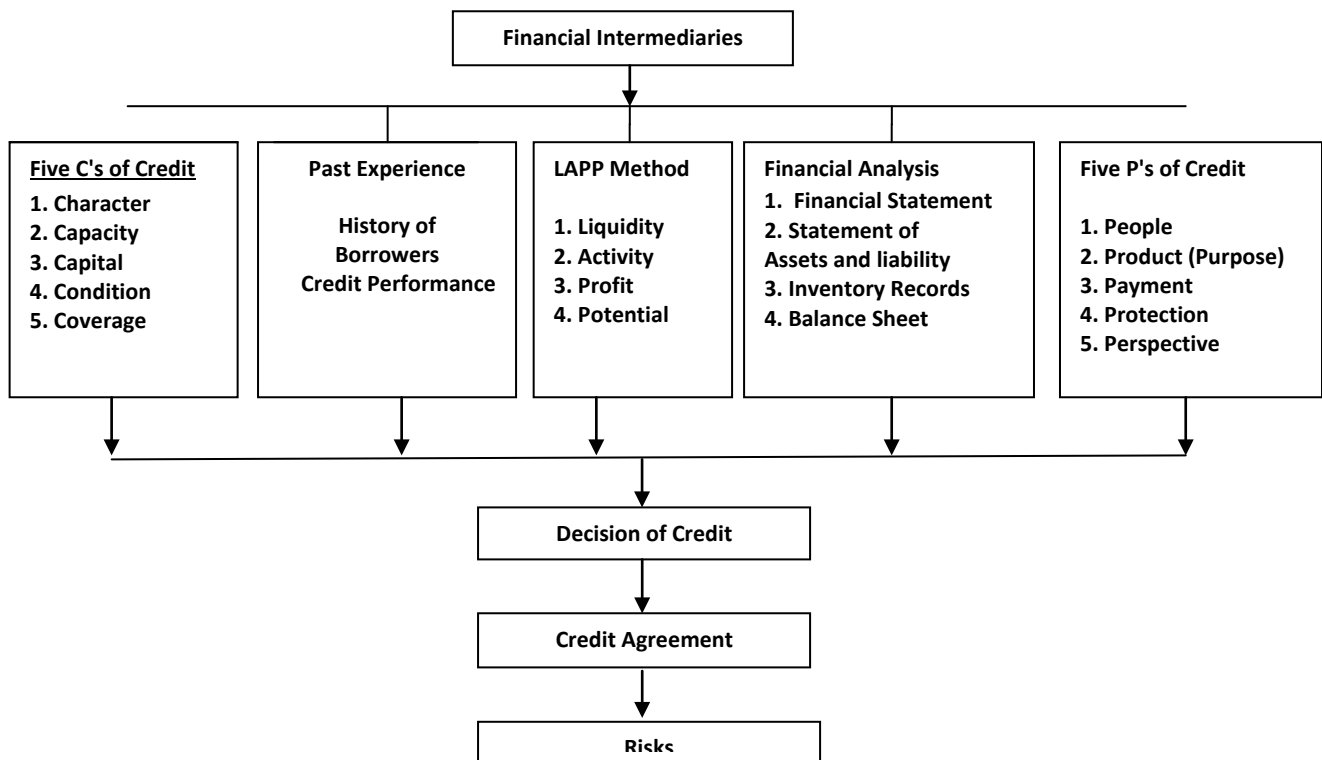 Financial Intermediaries
Five C's of Credit
1. Character
2. Capacity
3. Capital
4. Condition
5. Coverage
Past Experience
History of
Borrowers
Credit Performance
LAPP Method
1. Liquidity
2. Activity
3. Profit
4. Potential
Financial Analysis
1. Financial Statement
2. Statement of
Assets and liability
3. Inventory Records
4. Balance Sheet
Five P's of Credit
1. People
2. Product (Purpose)
3. Payment
4. Protection
5. Perspective
Decision of Credit
Credit Agreement
Risks